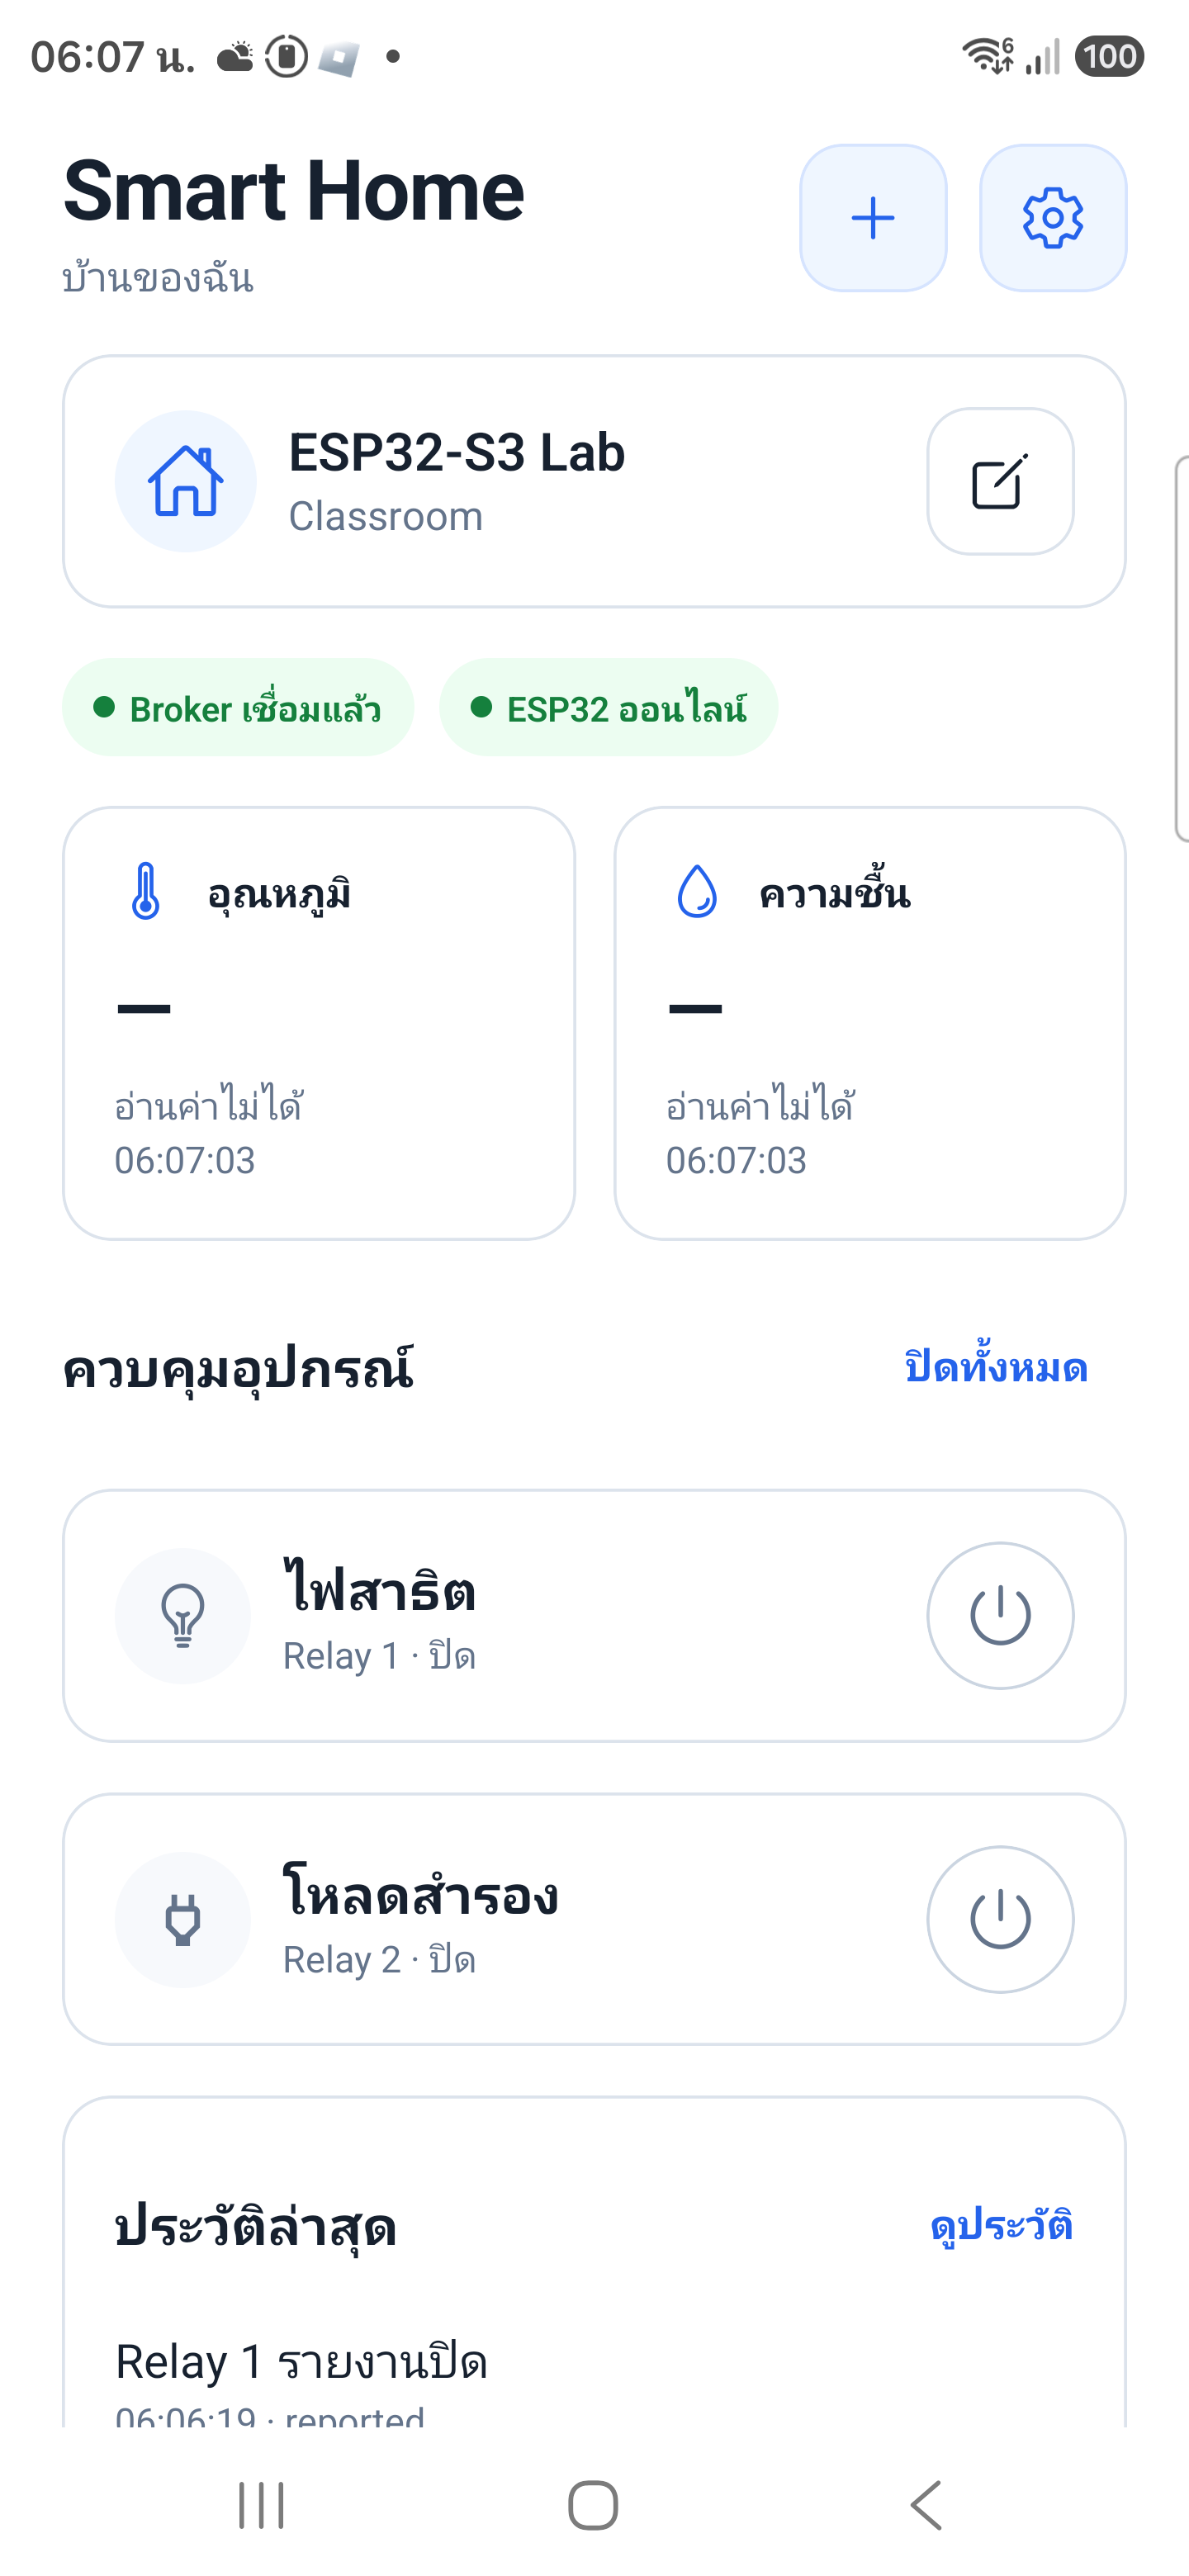 06:07 น.
6
100
Smart Home
บ้านของฉัน
ESP32-S3 Lab
Classroom
Broker เชื่อมแล้ว
ESP32 ออนไลน์
อุณหภูมิ
ความชื้น
—
—
อ่านค่าไม่ได้
06:07:03
อ่านค่าไม่ได้
06:07:03
ควบคุมอุปกรณ์
ปิดทั้งหมด
ไฟสาธิต
Relay 1 · ปิด
โหลดสำรอง
Relay 2 · ปิด
ประวัติล่าสุด
ดูประวัติ
Relay 1 รายงานปิด
06:06:19 · reported